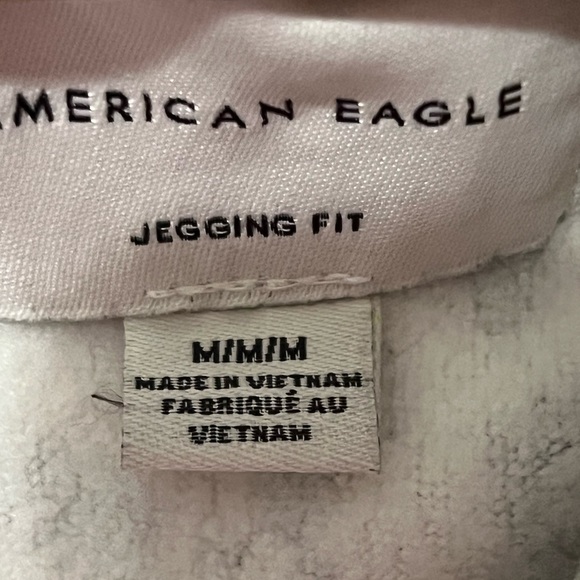 AMERICAN EAGLE
JEGGING FIT
M/M/M
MADE IN VIETNAM
FABRIQUÉ AU
VIETNAM